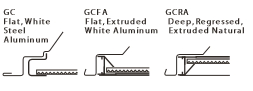 GC
Flat, White
Steel
Aluminum
GCFA
Flat, Extruded
White Aluminum
GCRA
Deep, Regressed,
Extruded Natural